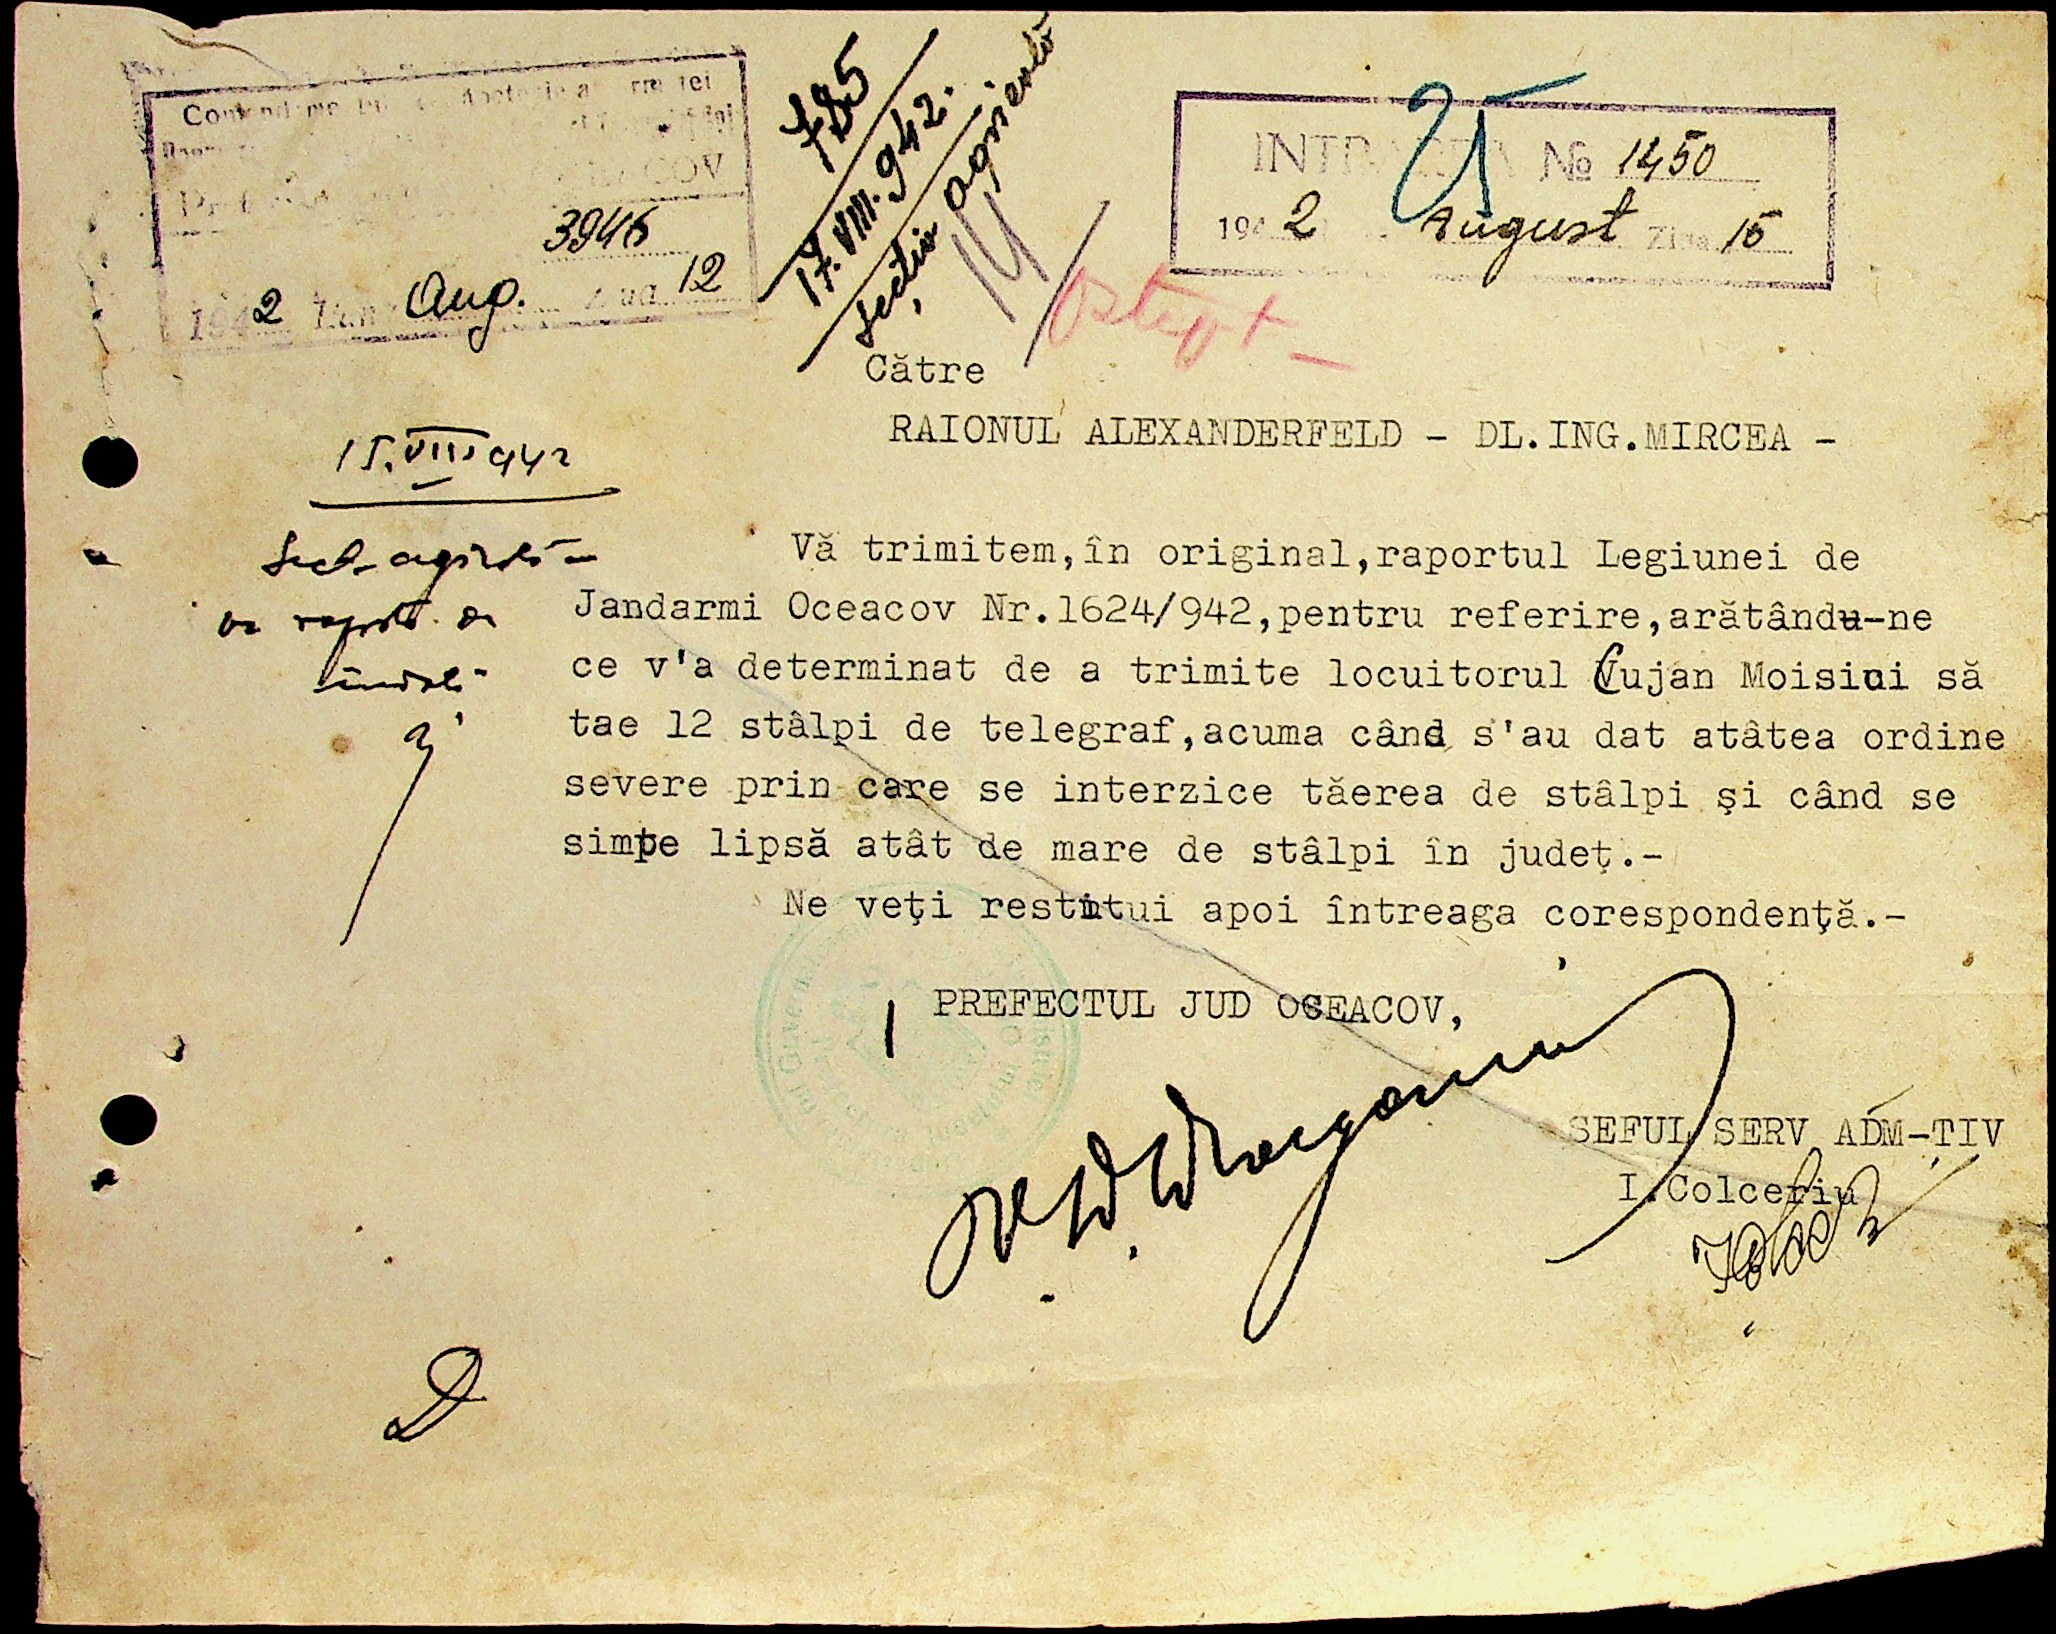 OCEACOV
3946
1942 Aug. Ziua 12
785
17.VIII.942.
Secția agricolă
INTRAREA № 1450
1942 August Ziua 15
Către
RAIONUL ALEXANDERFELD - DL.ING.MIRCEA -
15.VIII 942
Vă trimitem,în original,raportul Legiunei de
Jandarmi Oceacov Nr.1624/942,pentru referire,arătându-ne
ce v'a determinat de a trimite locuitorul Cujan Moisiui să
tae 12 stâlpi de telegraf,acuma când s'au dat atâtea ordine
severe prin care se interzice tăerea de stâlpi şi când se
simte lipsă atât de mare de stâlpi în judeţ.-
Ne veţi restitui apoi întreaga corespondenţă.-
PREFECTUL JUD OCEACOV,
SEFUL SERV ADM-TIV
I.Colceriu